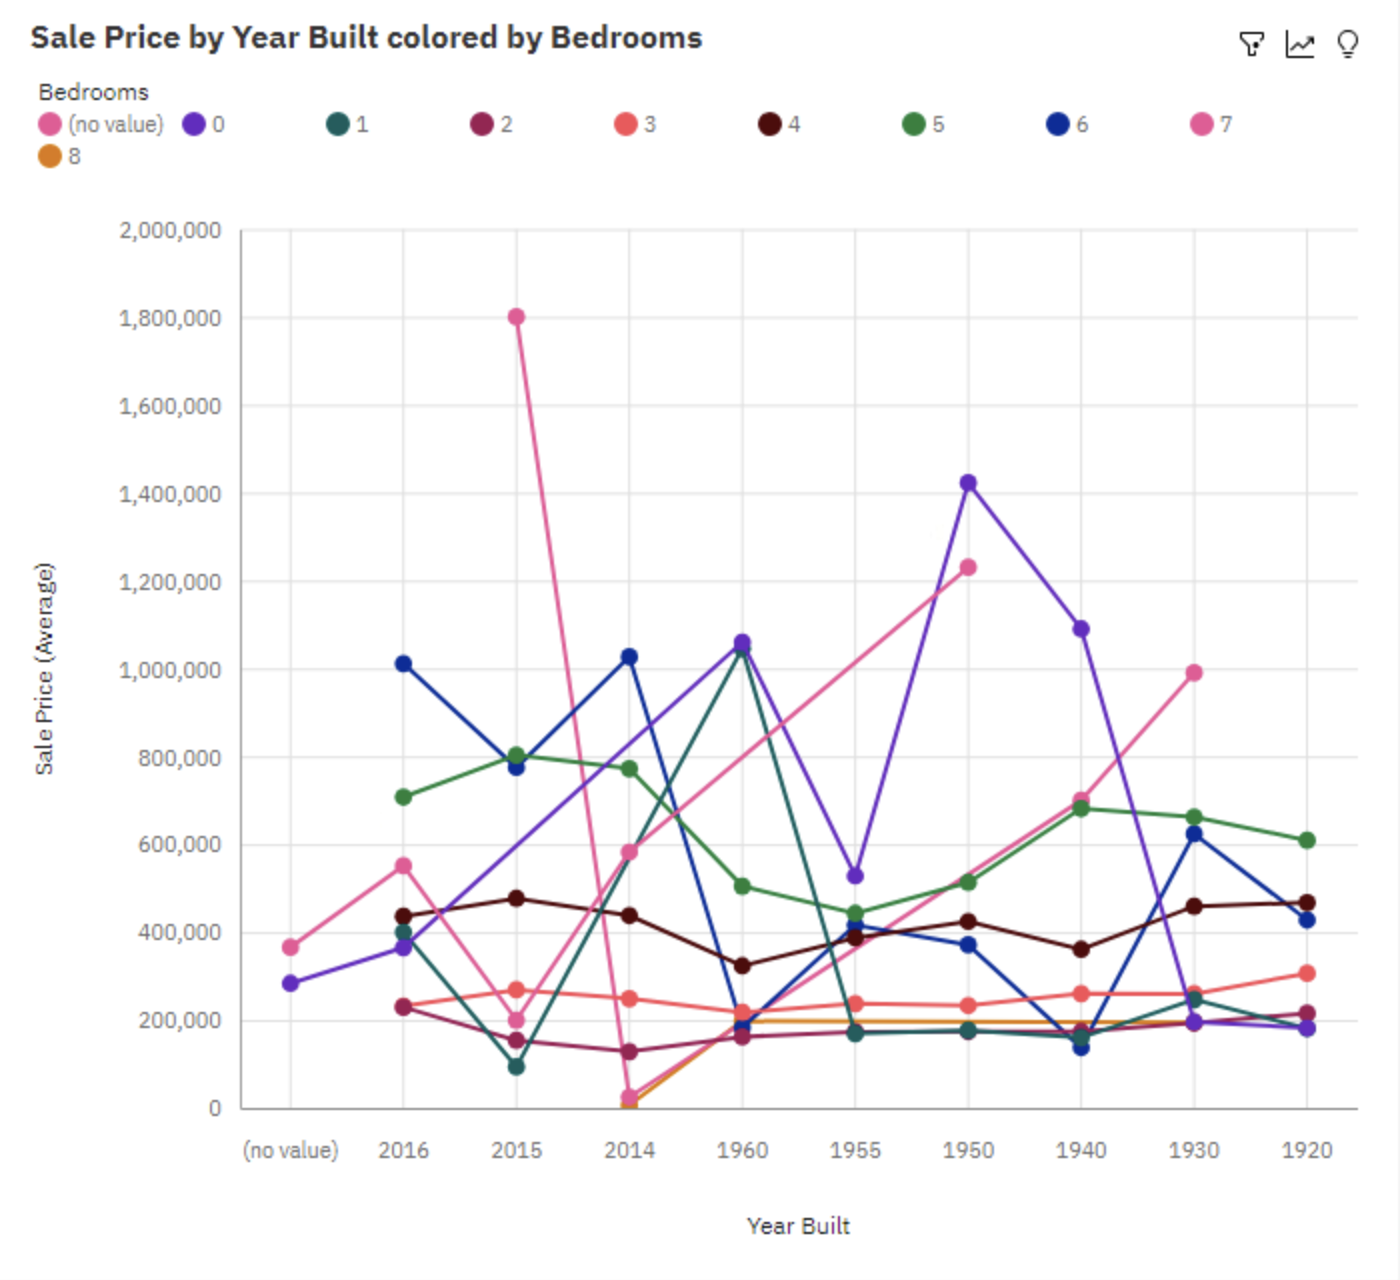 Sale Price by Year Built colored by Bedrooms
Bedrooms
(no value) 0 1 2 3 4 5 6 7
8
2,000,000
1,800,000
1,600,000
1,400,000
1,200,000
1,000,000
800,000
600,000
400,000
200,000
0
Sale Price (Average)
(no value) 2016 2015 2014 1960 1955 1950 1940 1930 1920
Year Built